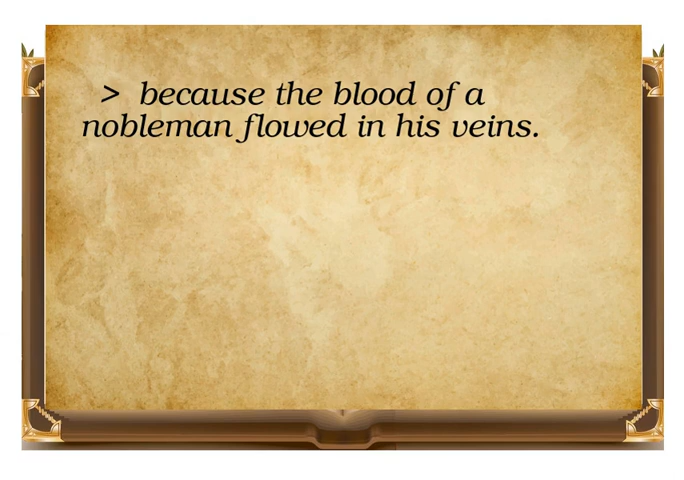 > because the blood of a
nobleman flowed in his veins.